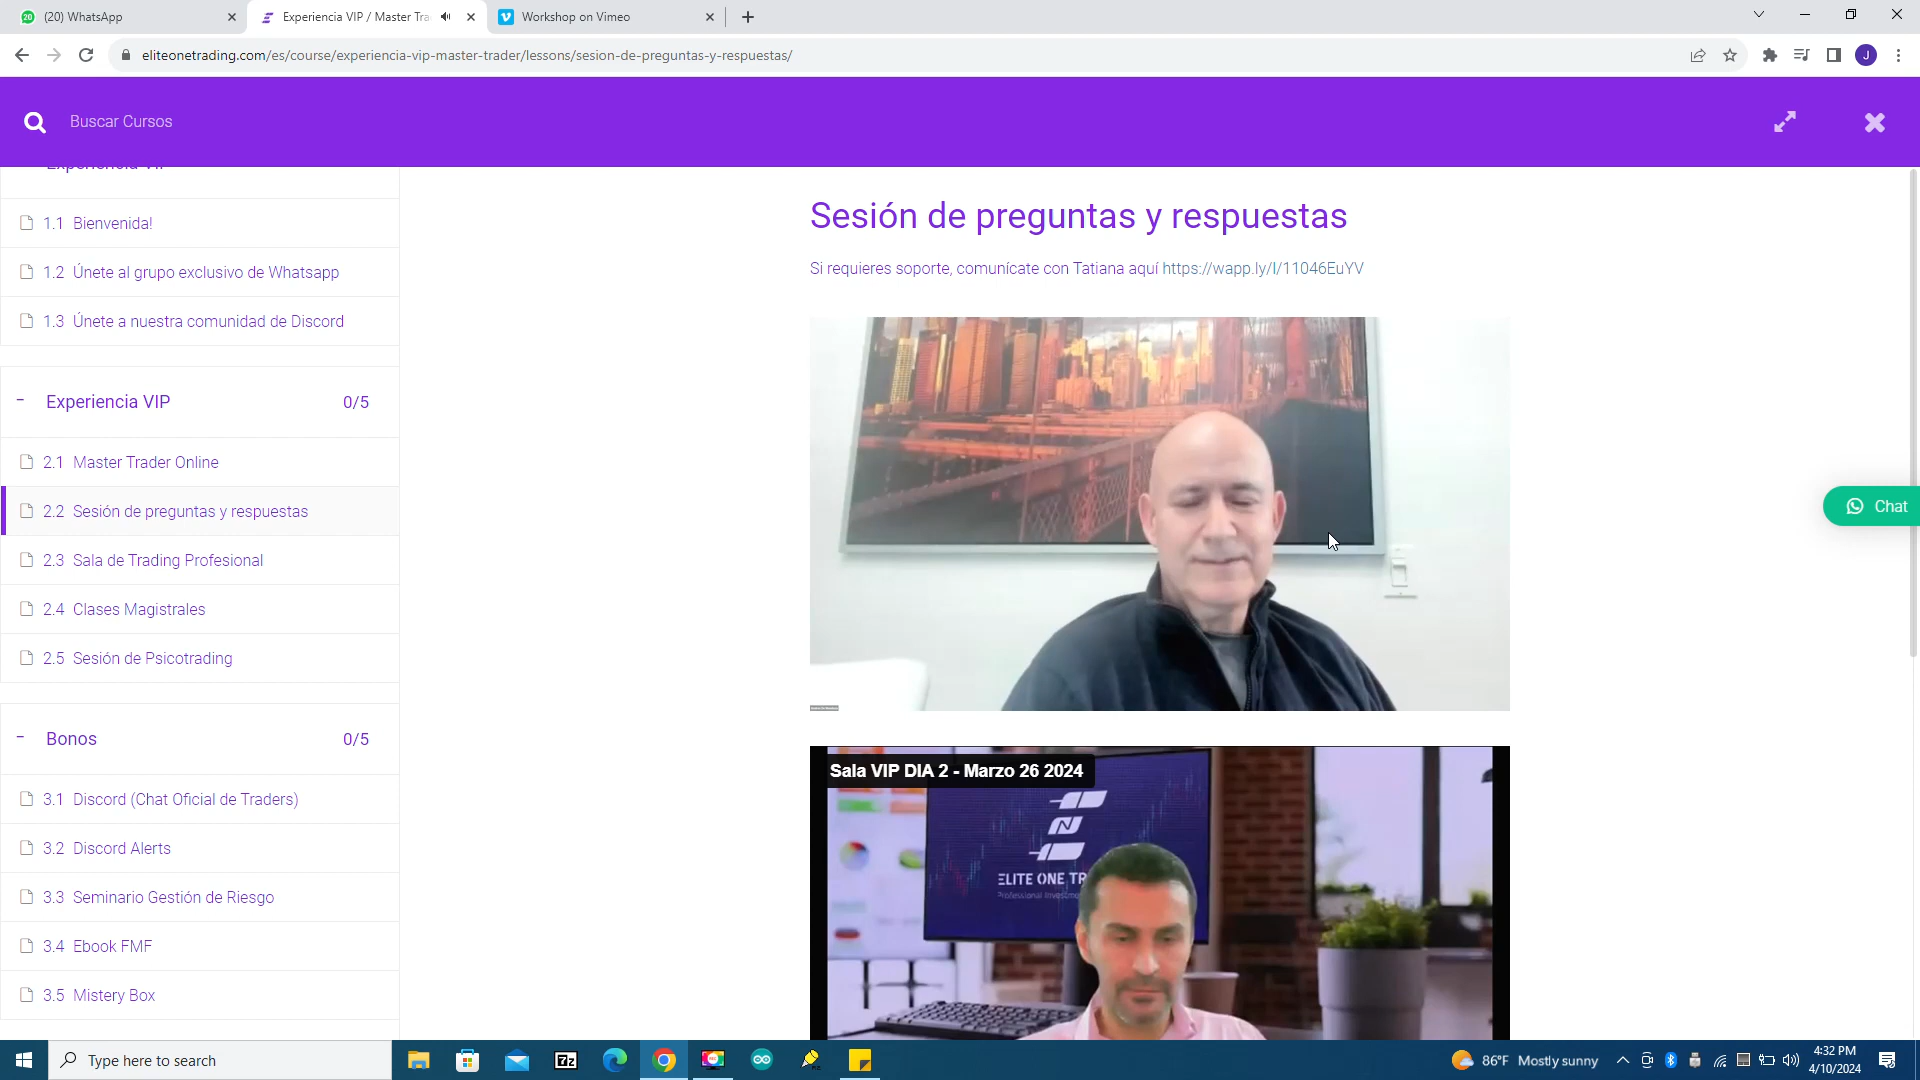 (20) WhatsApp
Experiencia VIP / Master Tra
Workshop on Vimeo
eliteonetrading.com/es/course/experiencia-vip-master-trader/lessons/sesion-de-preguntas-y-respuestas/
J
Buscar Cursos
Experiencia VIP
1.1 Bienvenida!
1.2 Únete al grupo exclusivo de Whatsapp
1.3 Únete a nuestra comunidad de Discord
- Experiencia VIP 0/5
2.1 Master Trader Online
2.2 Sesión de preguntas y respuestas
2.3 Sala de Trading Profesional
2.4 Clases Magistrales
2.5 Sesión de Psicotrading
- Bonos 0/5
3.1 Discord (Chat Oficial de Traders)
3.2 Discord Alerts
3.3 Seminario Gestión de Riesgo
3.4 Ebook FMF
3.5 Mistery Box
Sesión de preguntas y respuestas
Si requieres soporte, comunícate con Tatiana aquí https://wapp.ly/l/11046EuYV
Sala VIP DIA 2 - Marzo 26 2024
ELITE ONE TR
Professional Investme
Chat
Type here to search
7z
86°F Mostly sunny
4:32 PM
4/10/2024